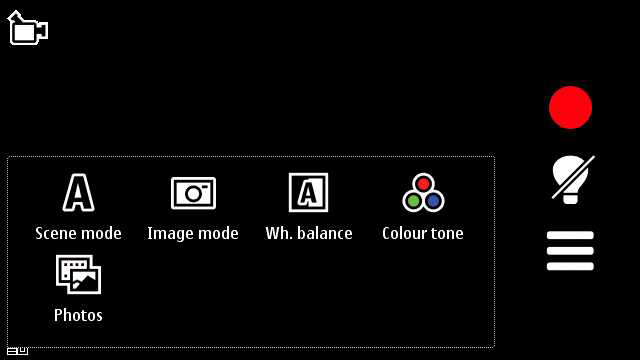 Scene mode
Image mode
Wh. balance
Colour tone
Photos